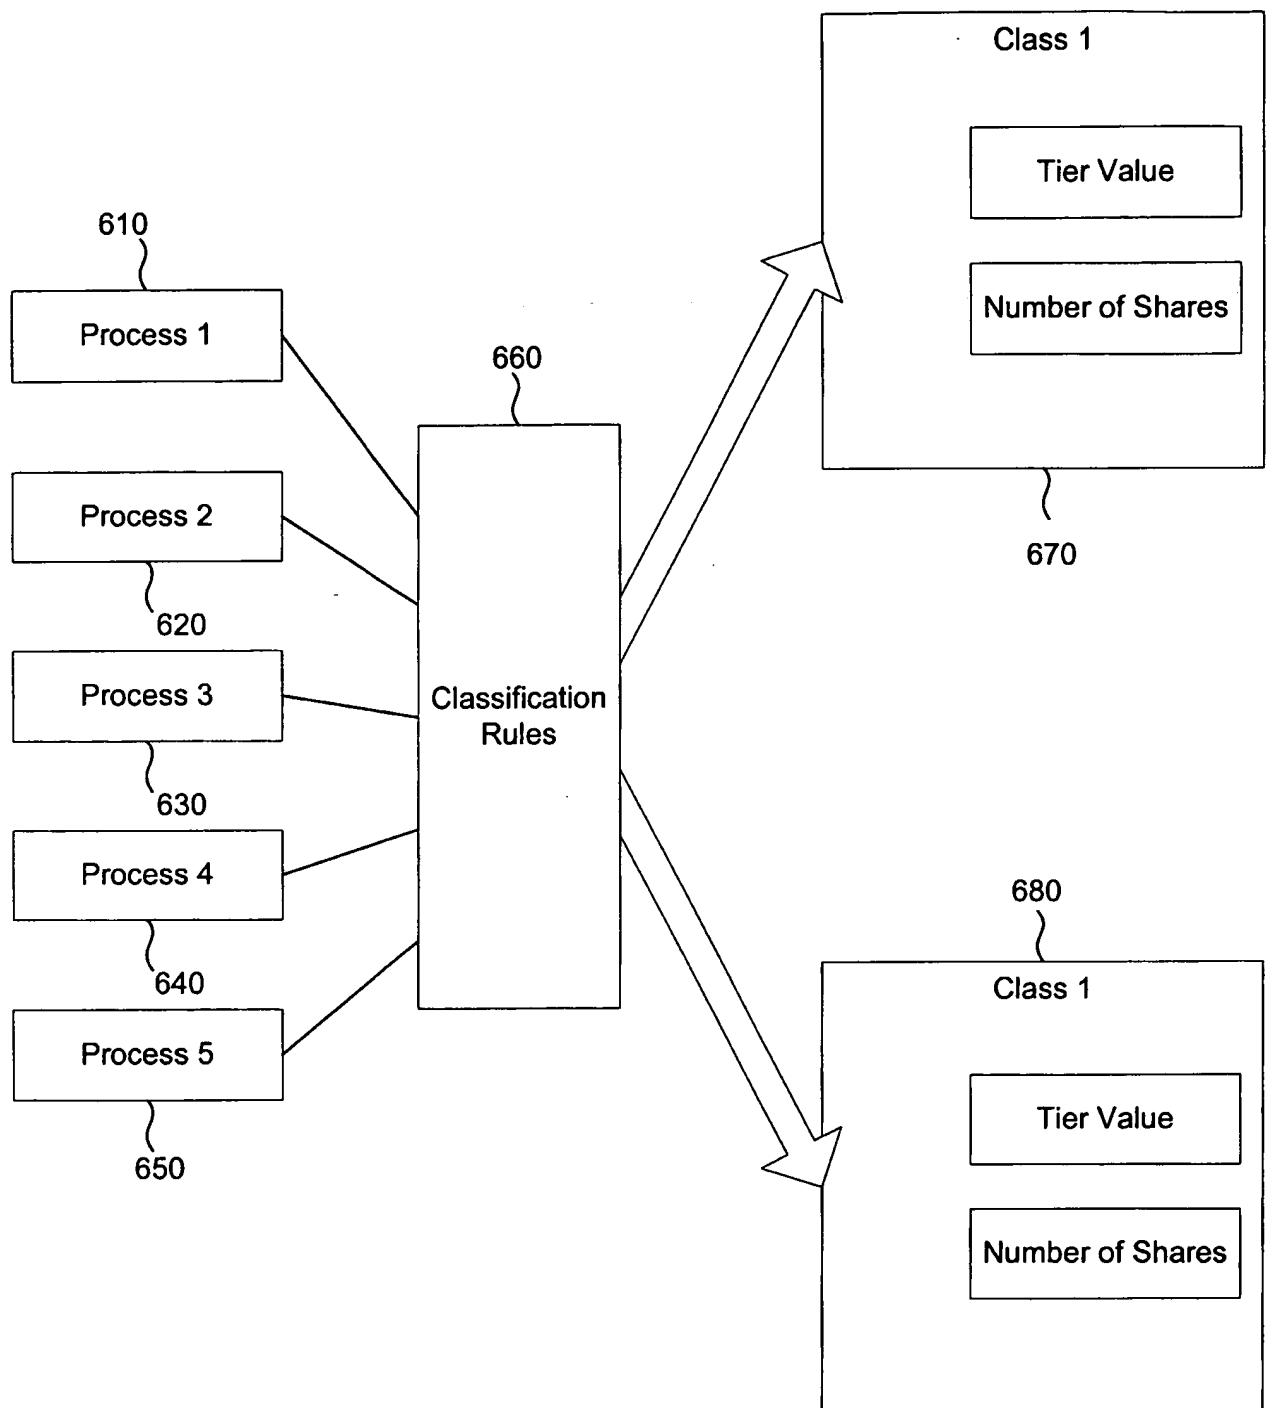 Class 1
Tier Value
Number of Shares
670
610
Process 1
Process 2
620
Process 3
630
Process 4
640
Process 5
650
660
Classification
Rules
680
Class 1
Tier Value
Number of Shares